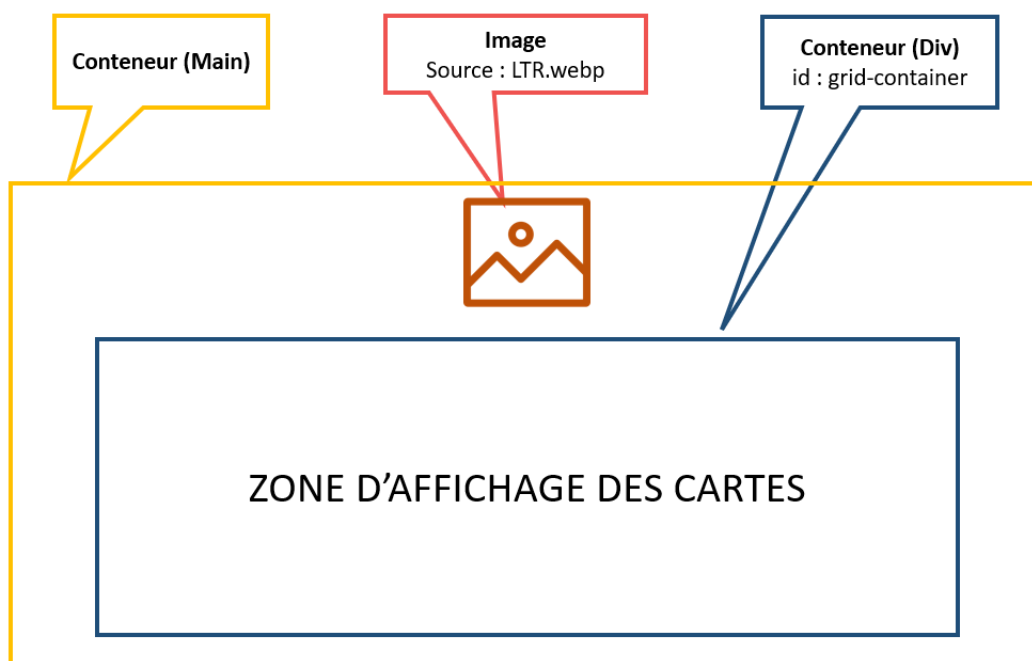 Conteneur (Main)
Image
Source : LTR.webp
Conteneur (Div)
id : grid-container
ZONE D’AFFICHAGE DES CARTES